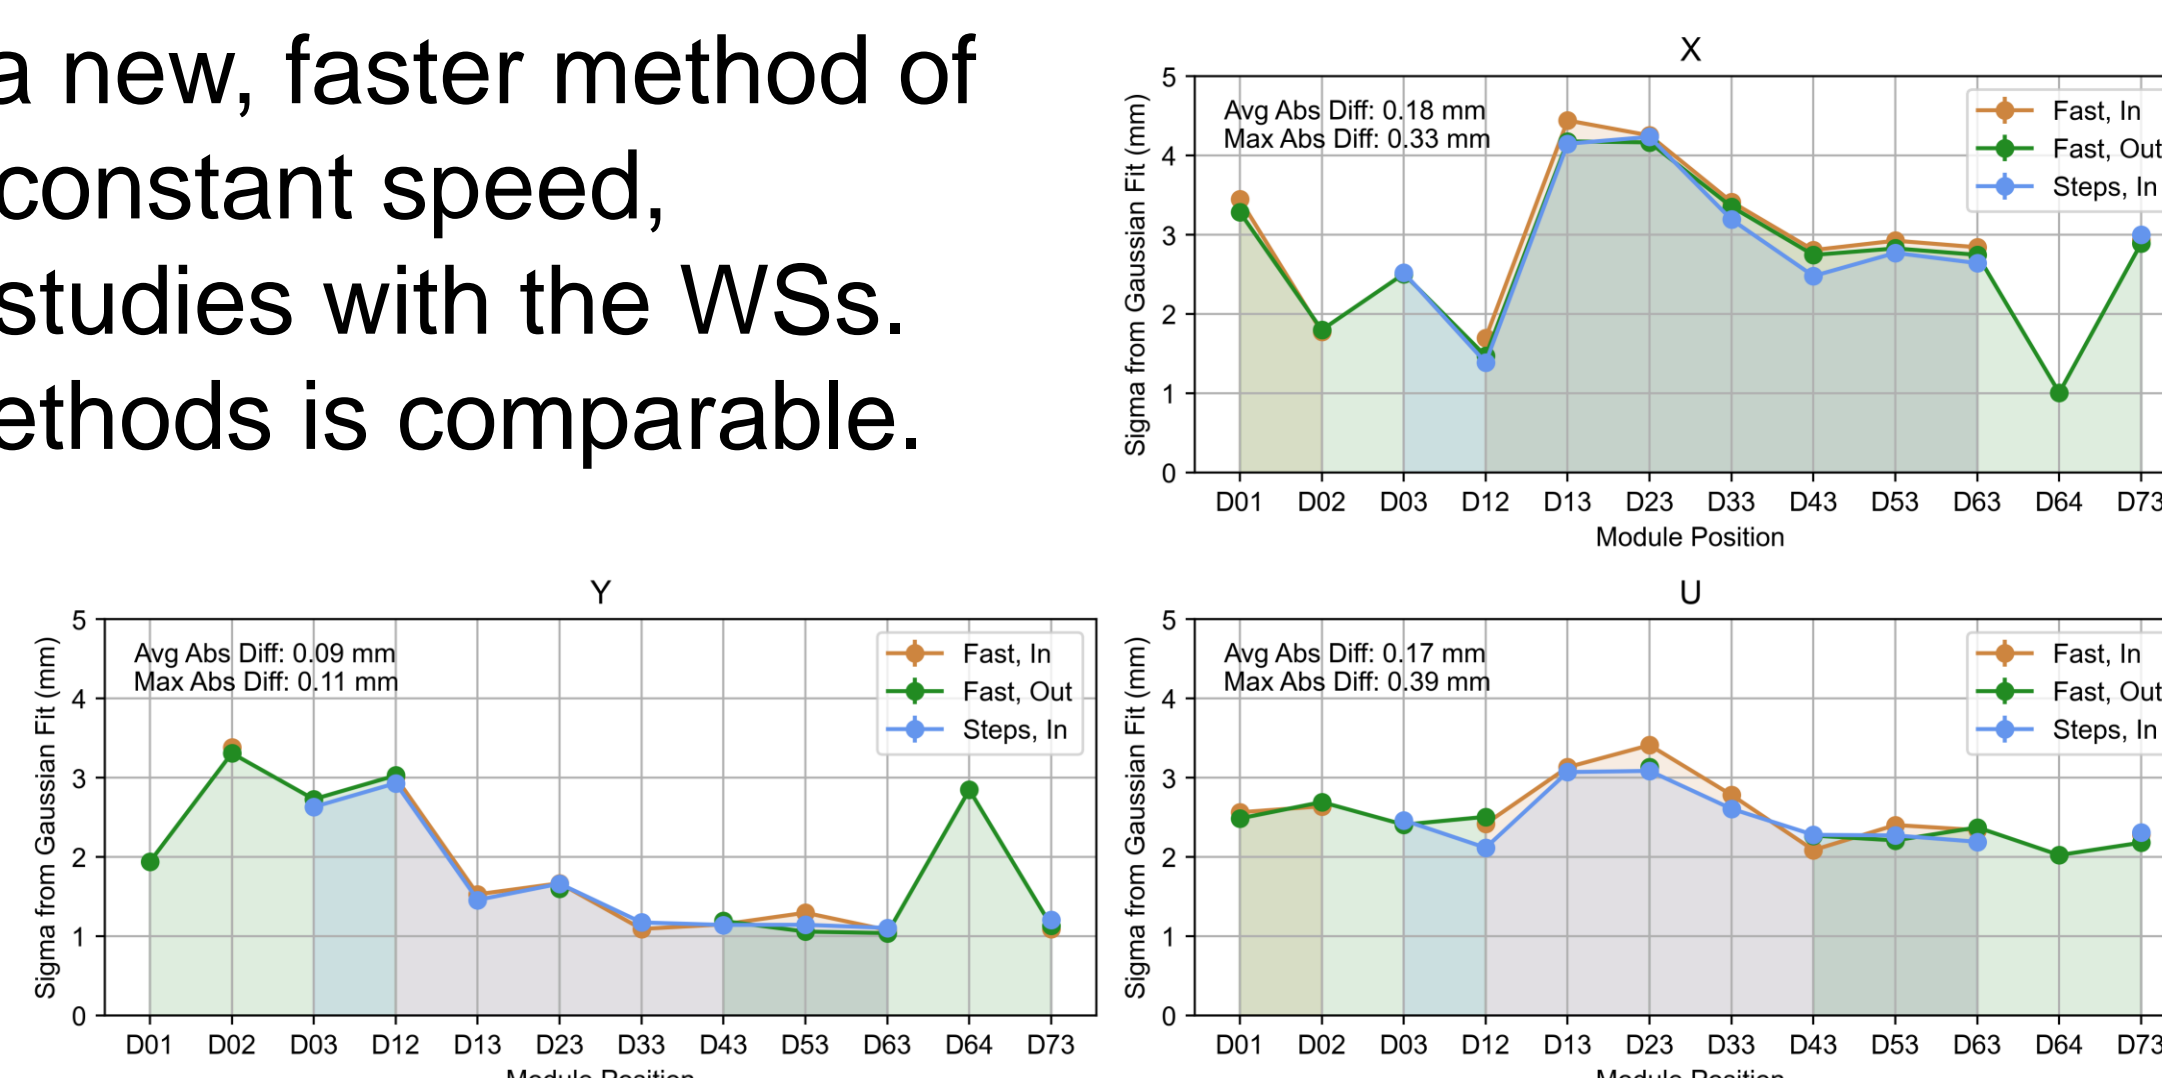 a new, faster method of
constant speed,
studies with the WSs.
ethods is comparable.
X
Avg Abs Diff: 0.18 mm
Max Abs Diff: 0.33 mm
Fast, In
Fast, Out
Steps, In
Sigma from Gaussian Fit (mm)
5
4
3
2
1
0
D01 D02 D03 D12 D13 D23 D33 D43 D53 D63 D64 D73
Module Position
Y
Avg Abs Diff: 0.09 mm
Max Abs Diff: 0.11 mm
Fast, In
Fast, Out
Steps, In
Sigma from Gaussian Fit (mm)
5
4
3
2
1
0
D01 D02 D03 D12 D13 D23 D33 D43 D53 D63 D64 D73
Module Position
U
Avg Abs Diff: 0.17 mm
Max Abs Diff: 0.39 mm
Fast, In
Fast, Out
Steps, In
Sigma from Gaussian Fit (mm)
5
4
3
2
1
0
D01 D02 D03 D12 D13 D23 D33 D43 D53 D63 D64 D73
Module Position